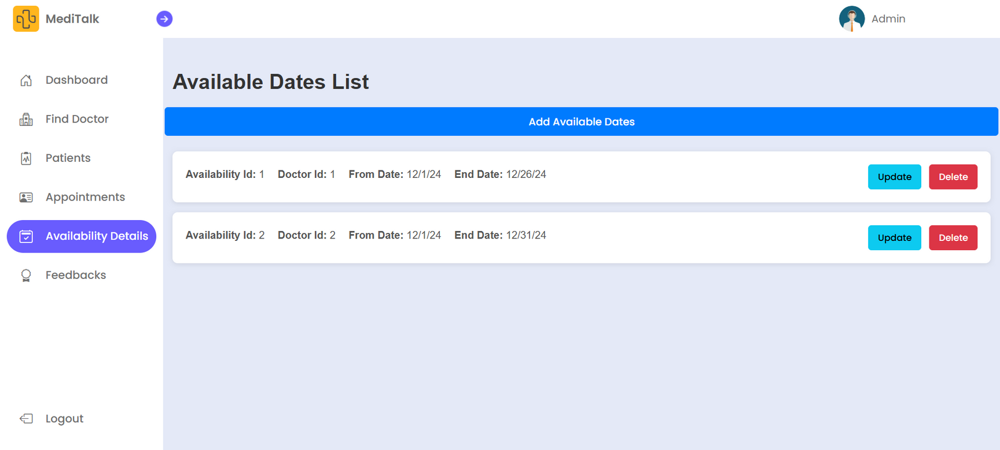 MediTalk
Admin
Dashboard
Find Doctor
Patients
Appointments
Availability Details
Feedbacks
Logout
Available Dates List
Add Available Dates
Availability Id: 1 Doctor Id: 1 From Date: 12/1/24 End Date: 12/26/24 Update Delete
Availability Id: 2 Doctor Id: 2 From Date: 12/1/24 End Date: 12/31/24 Update Delete